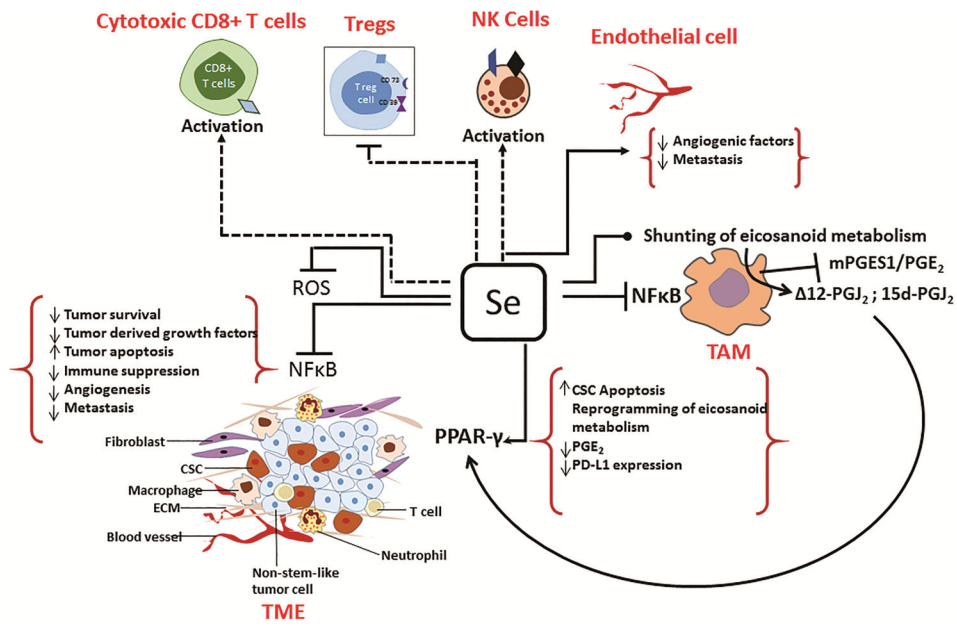 Cytotoxic CD8+ T cells
Tregs
NK Cells
Endothelial cell
CD8+
T cells
Treg
cell
CD 73
CD 39
Activation
Activation
↓ Angiogenic factors
↓ Metastasis
Shunting of eicosanoid metabolism
mPGES1/PGE₂
Δ12-PGJ₂ ; 15d-PGJ₂
ROS
Se
NFκB
TAM
↓ Tumor survival
↓ Tumor derived growth factors
↑ Tumor apoptosis
↓ Immune suppression
↓ Angiogenesis
↓ Metastasis
NFκB
↑ CSC Apoptosis
Reprogramming of eicosanoid
metabolism
↓ PGE₂
↓ PD-L1 expression
PPAR-γ
Fibroblast
CSC
Macrophage
ECM
Blood vessel
T cell
Neutrophil
Non-stem-like
tumor cell
TME